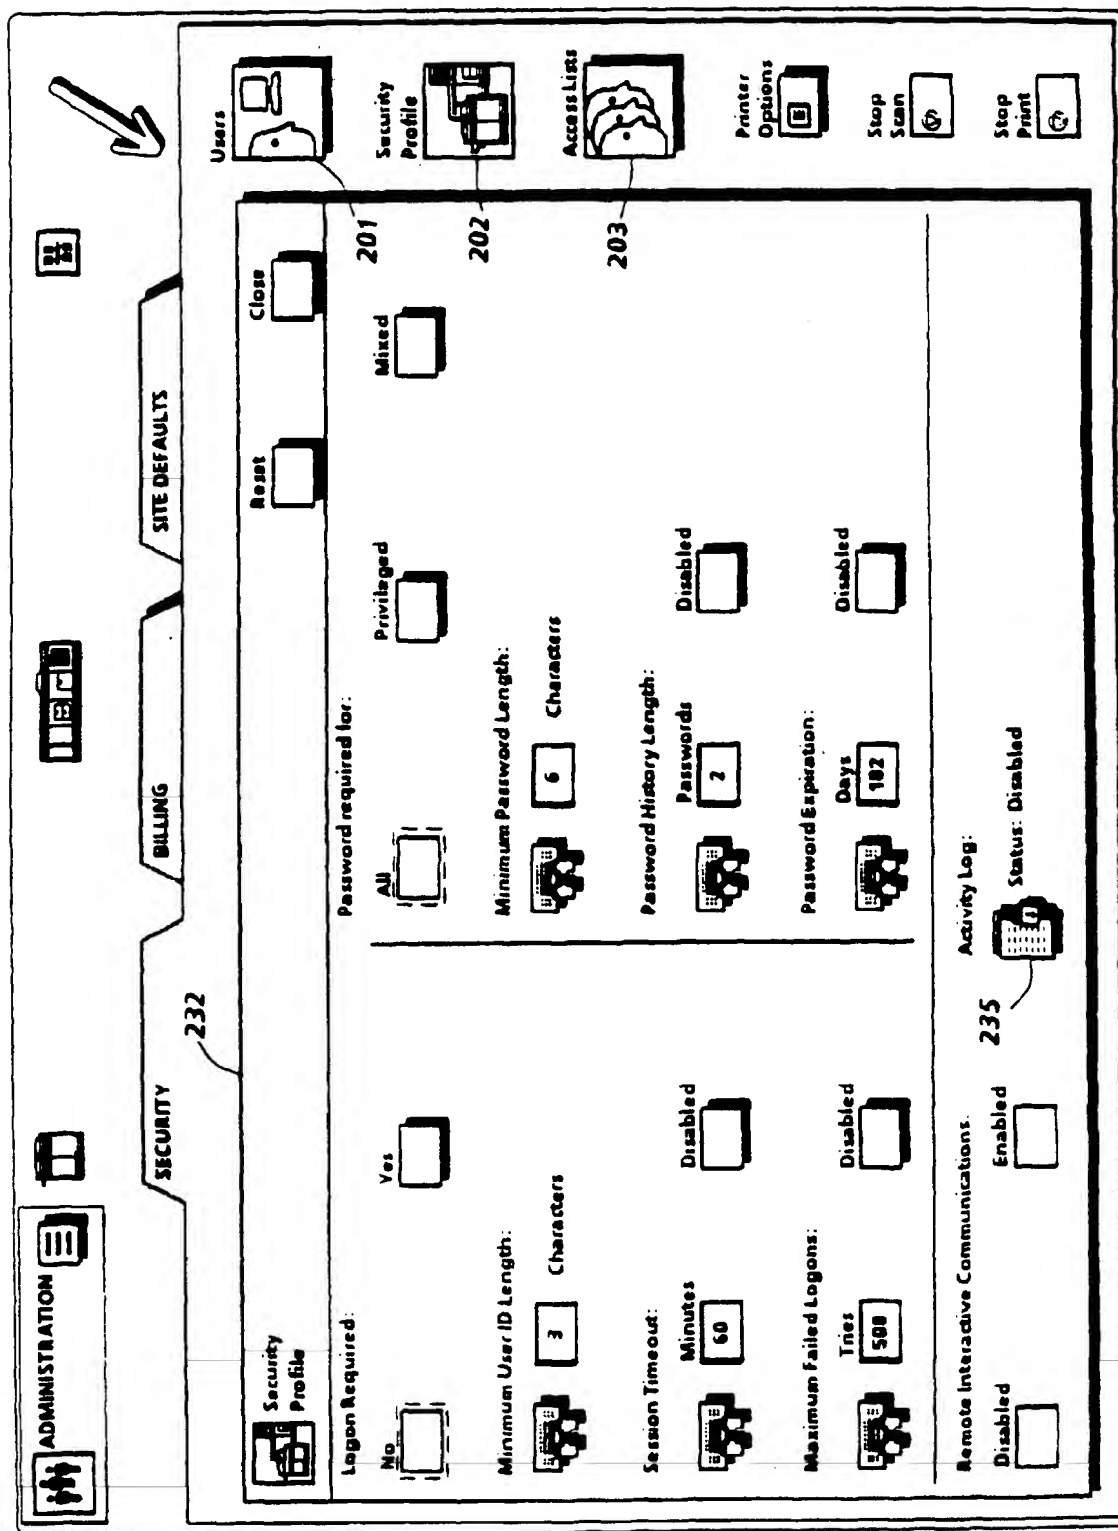 ADMINISTRATION
SECURITY
BILLING
SITE DEFAULTS
232
Security
Profile
Reset
Close
Logon Required:
No
Yes
Password required for:
All
Privileged
Mixed
Minimum User ID Length:
3
Characters
Minimum Password Length:
6
Characters
Session Timeout:
Minutes
60
Disabled
Password History Length:
Passwords
2
Disabled
Maximum Failed Logons:
Tries
500
Disabled
Password Expiration:
Days
182
Disabled
Remote Interactive Communications.
Disabled
Enabled
Activity Log:
Status: Disabled
235
Users
201
Security
Profile
202
Access Lists
203
Printer
Options
Stop
Scan
Stop
Print